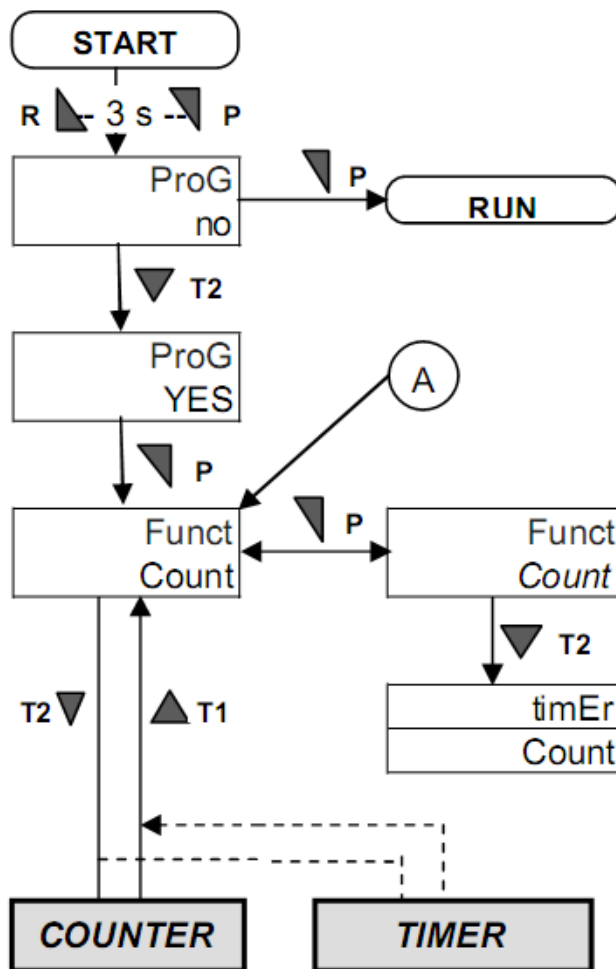 START
R -- 3 s -- P
ProG
no
P
RUN
T2
ProG
YES
A
P
Funct
Count
P
Funct
Count
T2
T2
T1
timEr
Count
COUNTER
TIMER